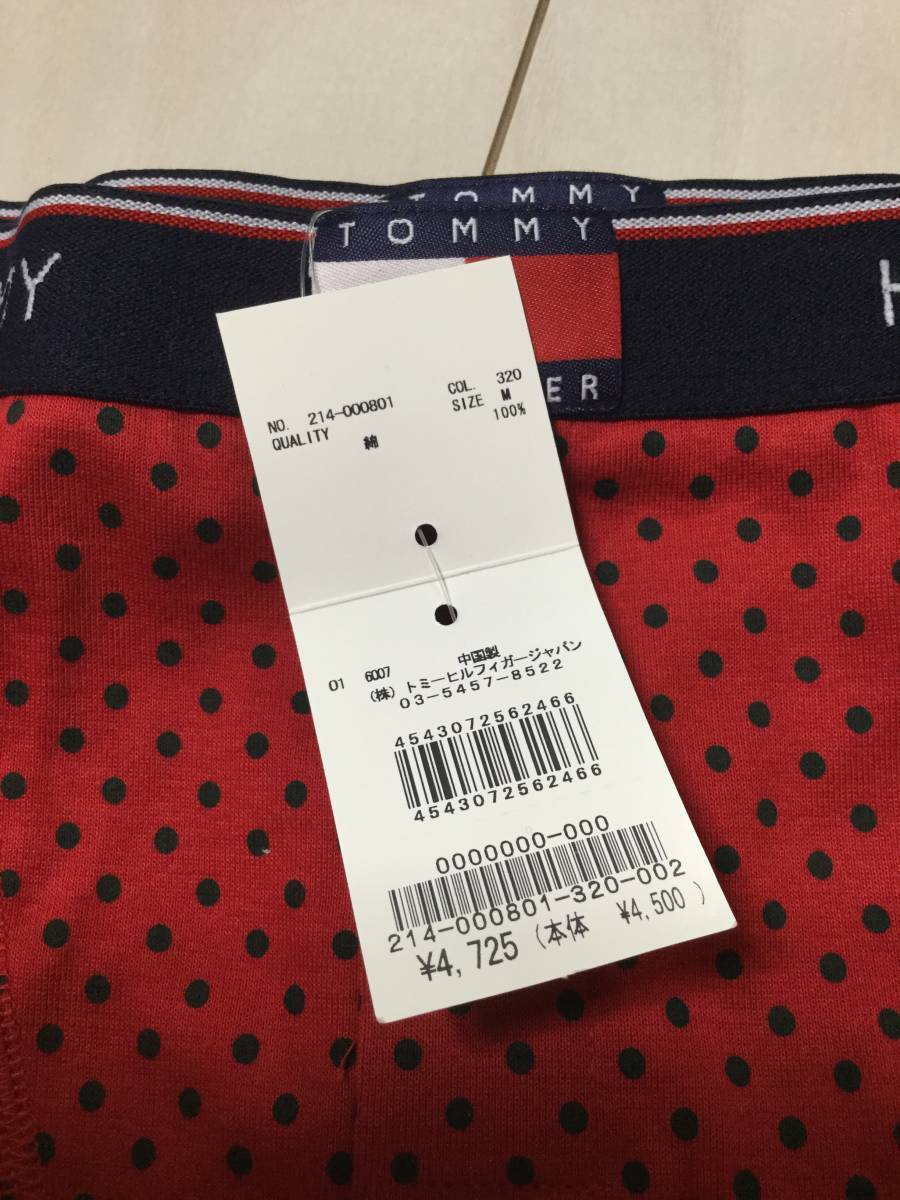 TOMMY
TOMMY
MY
H
ER
NO. 214-000801 COL. 320
QUALITY SIZE M
綿 100%
中国製
01 6007 (株) トミーヒルフィガージャパン
03-5457-8522
4543072562466
4543072562466
0000000-000
214-000801-320-002
¥4,725 (本体 ¥4,500 )